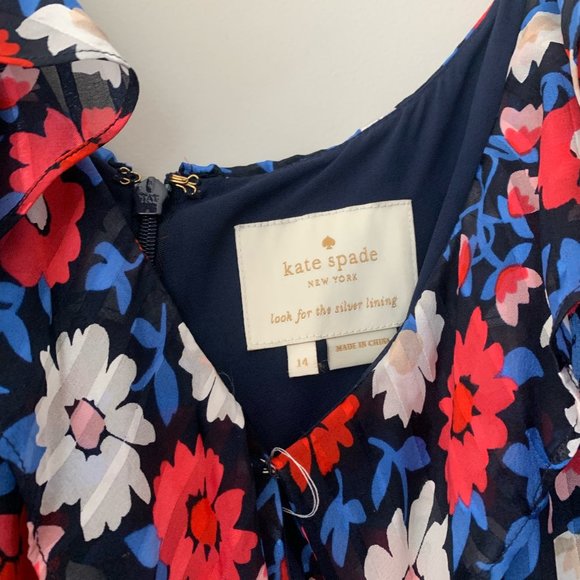 kate spade
NEW YORK
look for the silver lining
14
MADE IN CHINA